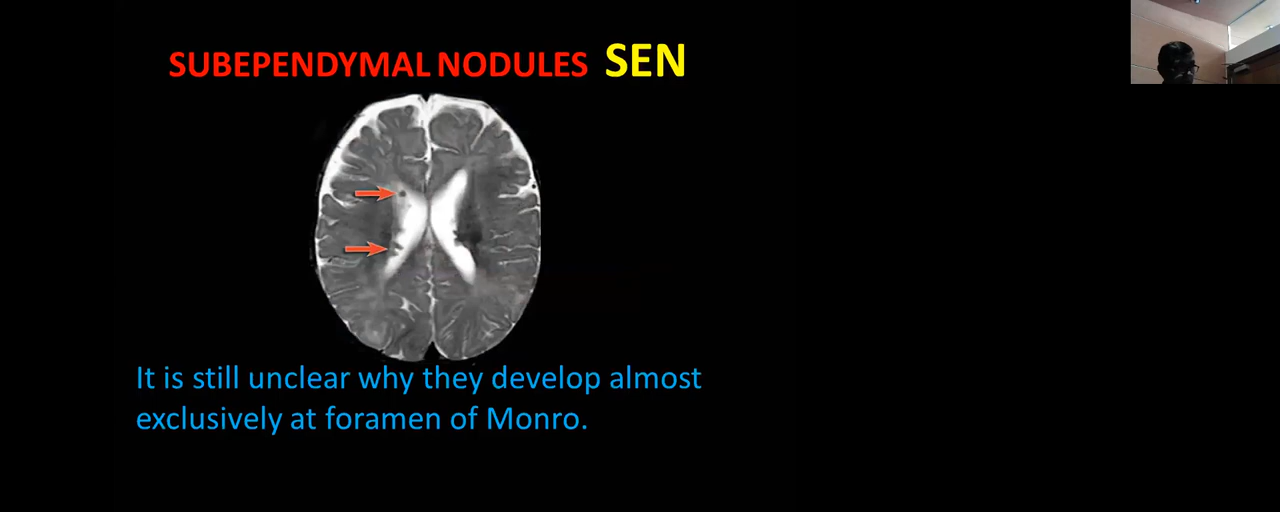 SUBEPENDYMAL NODULES SEN
It is still unclear why they develop almost
exclusively at foramen of Monro.